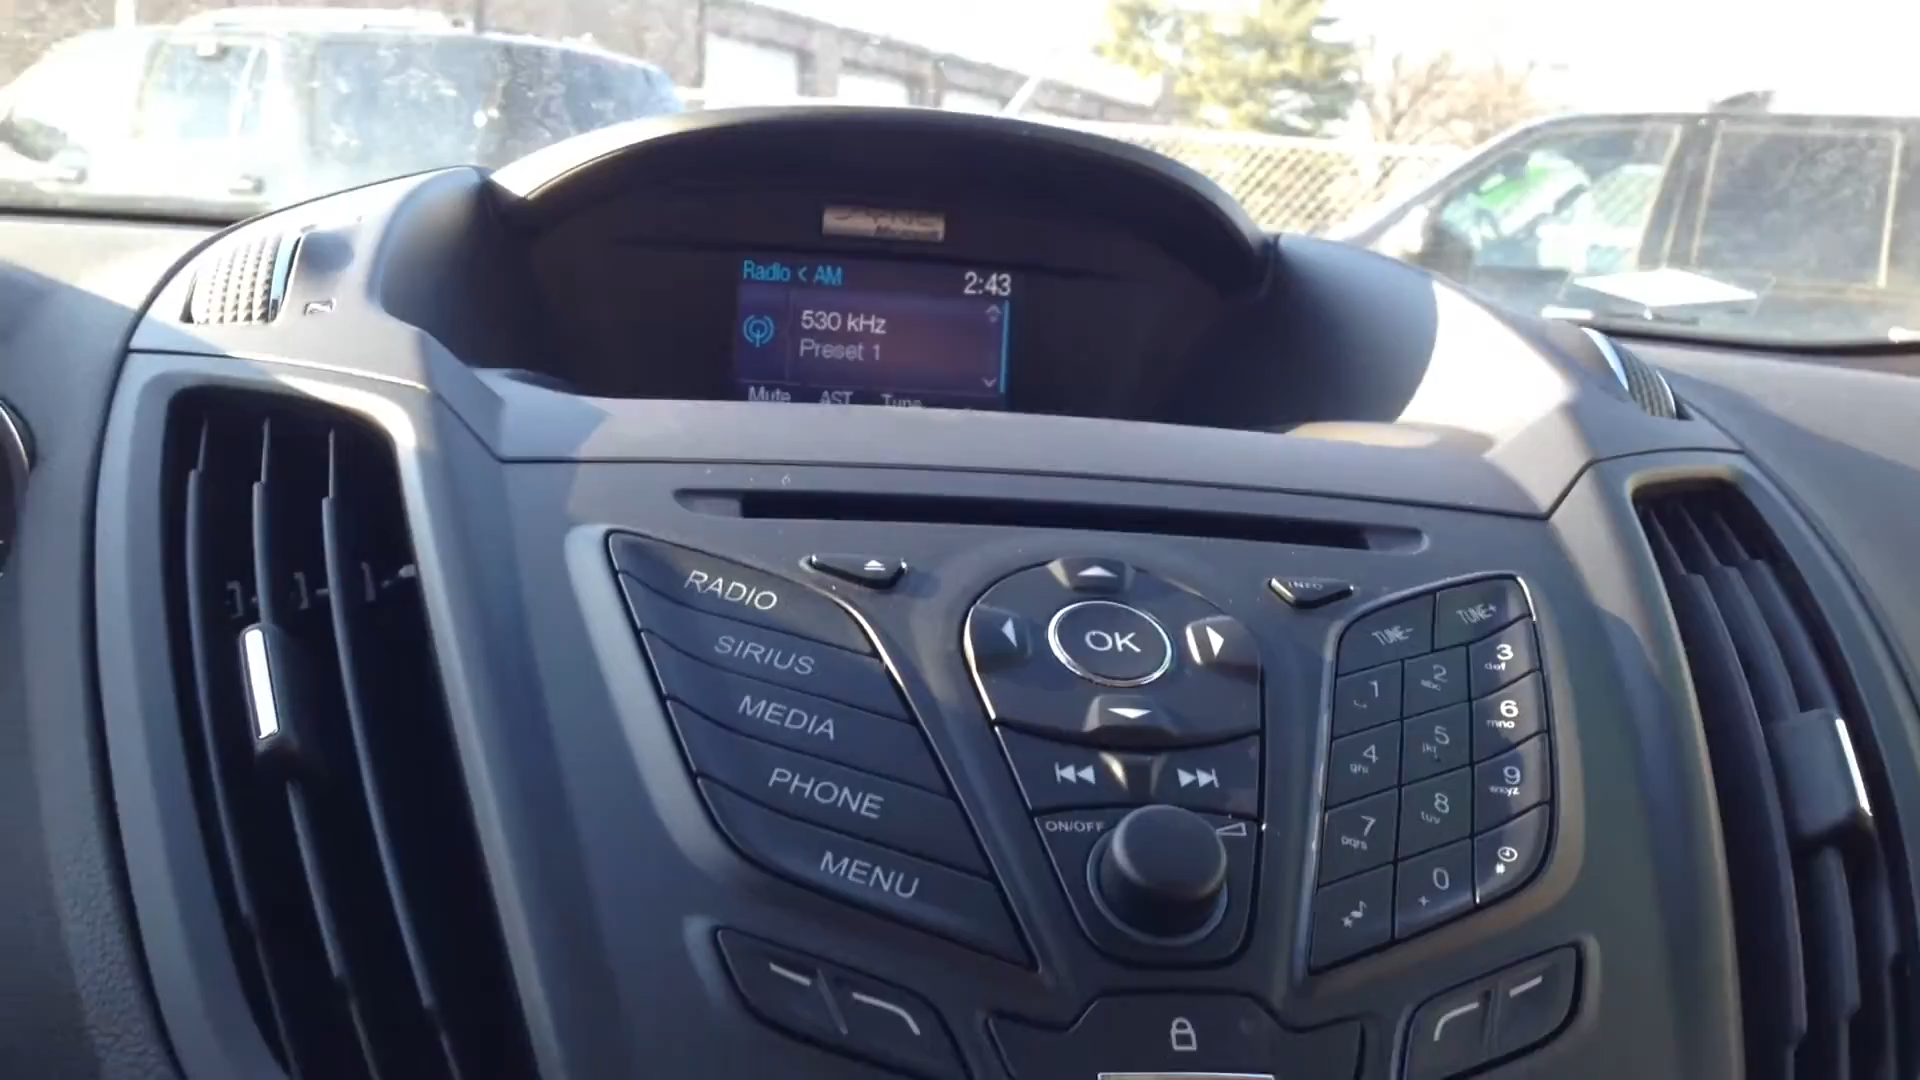 Radio < AM 2:43
530 kHz
Preset 1
Mute AST Tune
RADIO
SIRIUS
MEDIA
PHONE
MENU
OK
INFO
ON/OFF
TUNE- TUNE+
1 2 abc 3 def
4 ghi 5 jkl 6 mno
7 pqrs 8 tuv 9 wxyz
* 0 + #